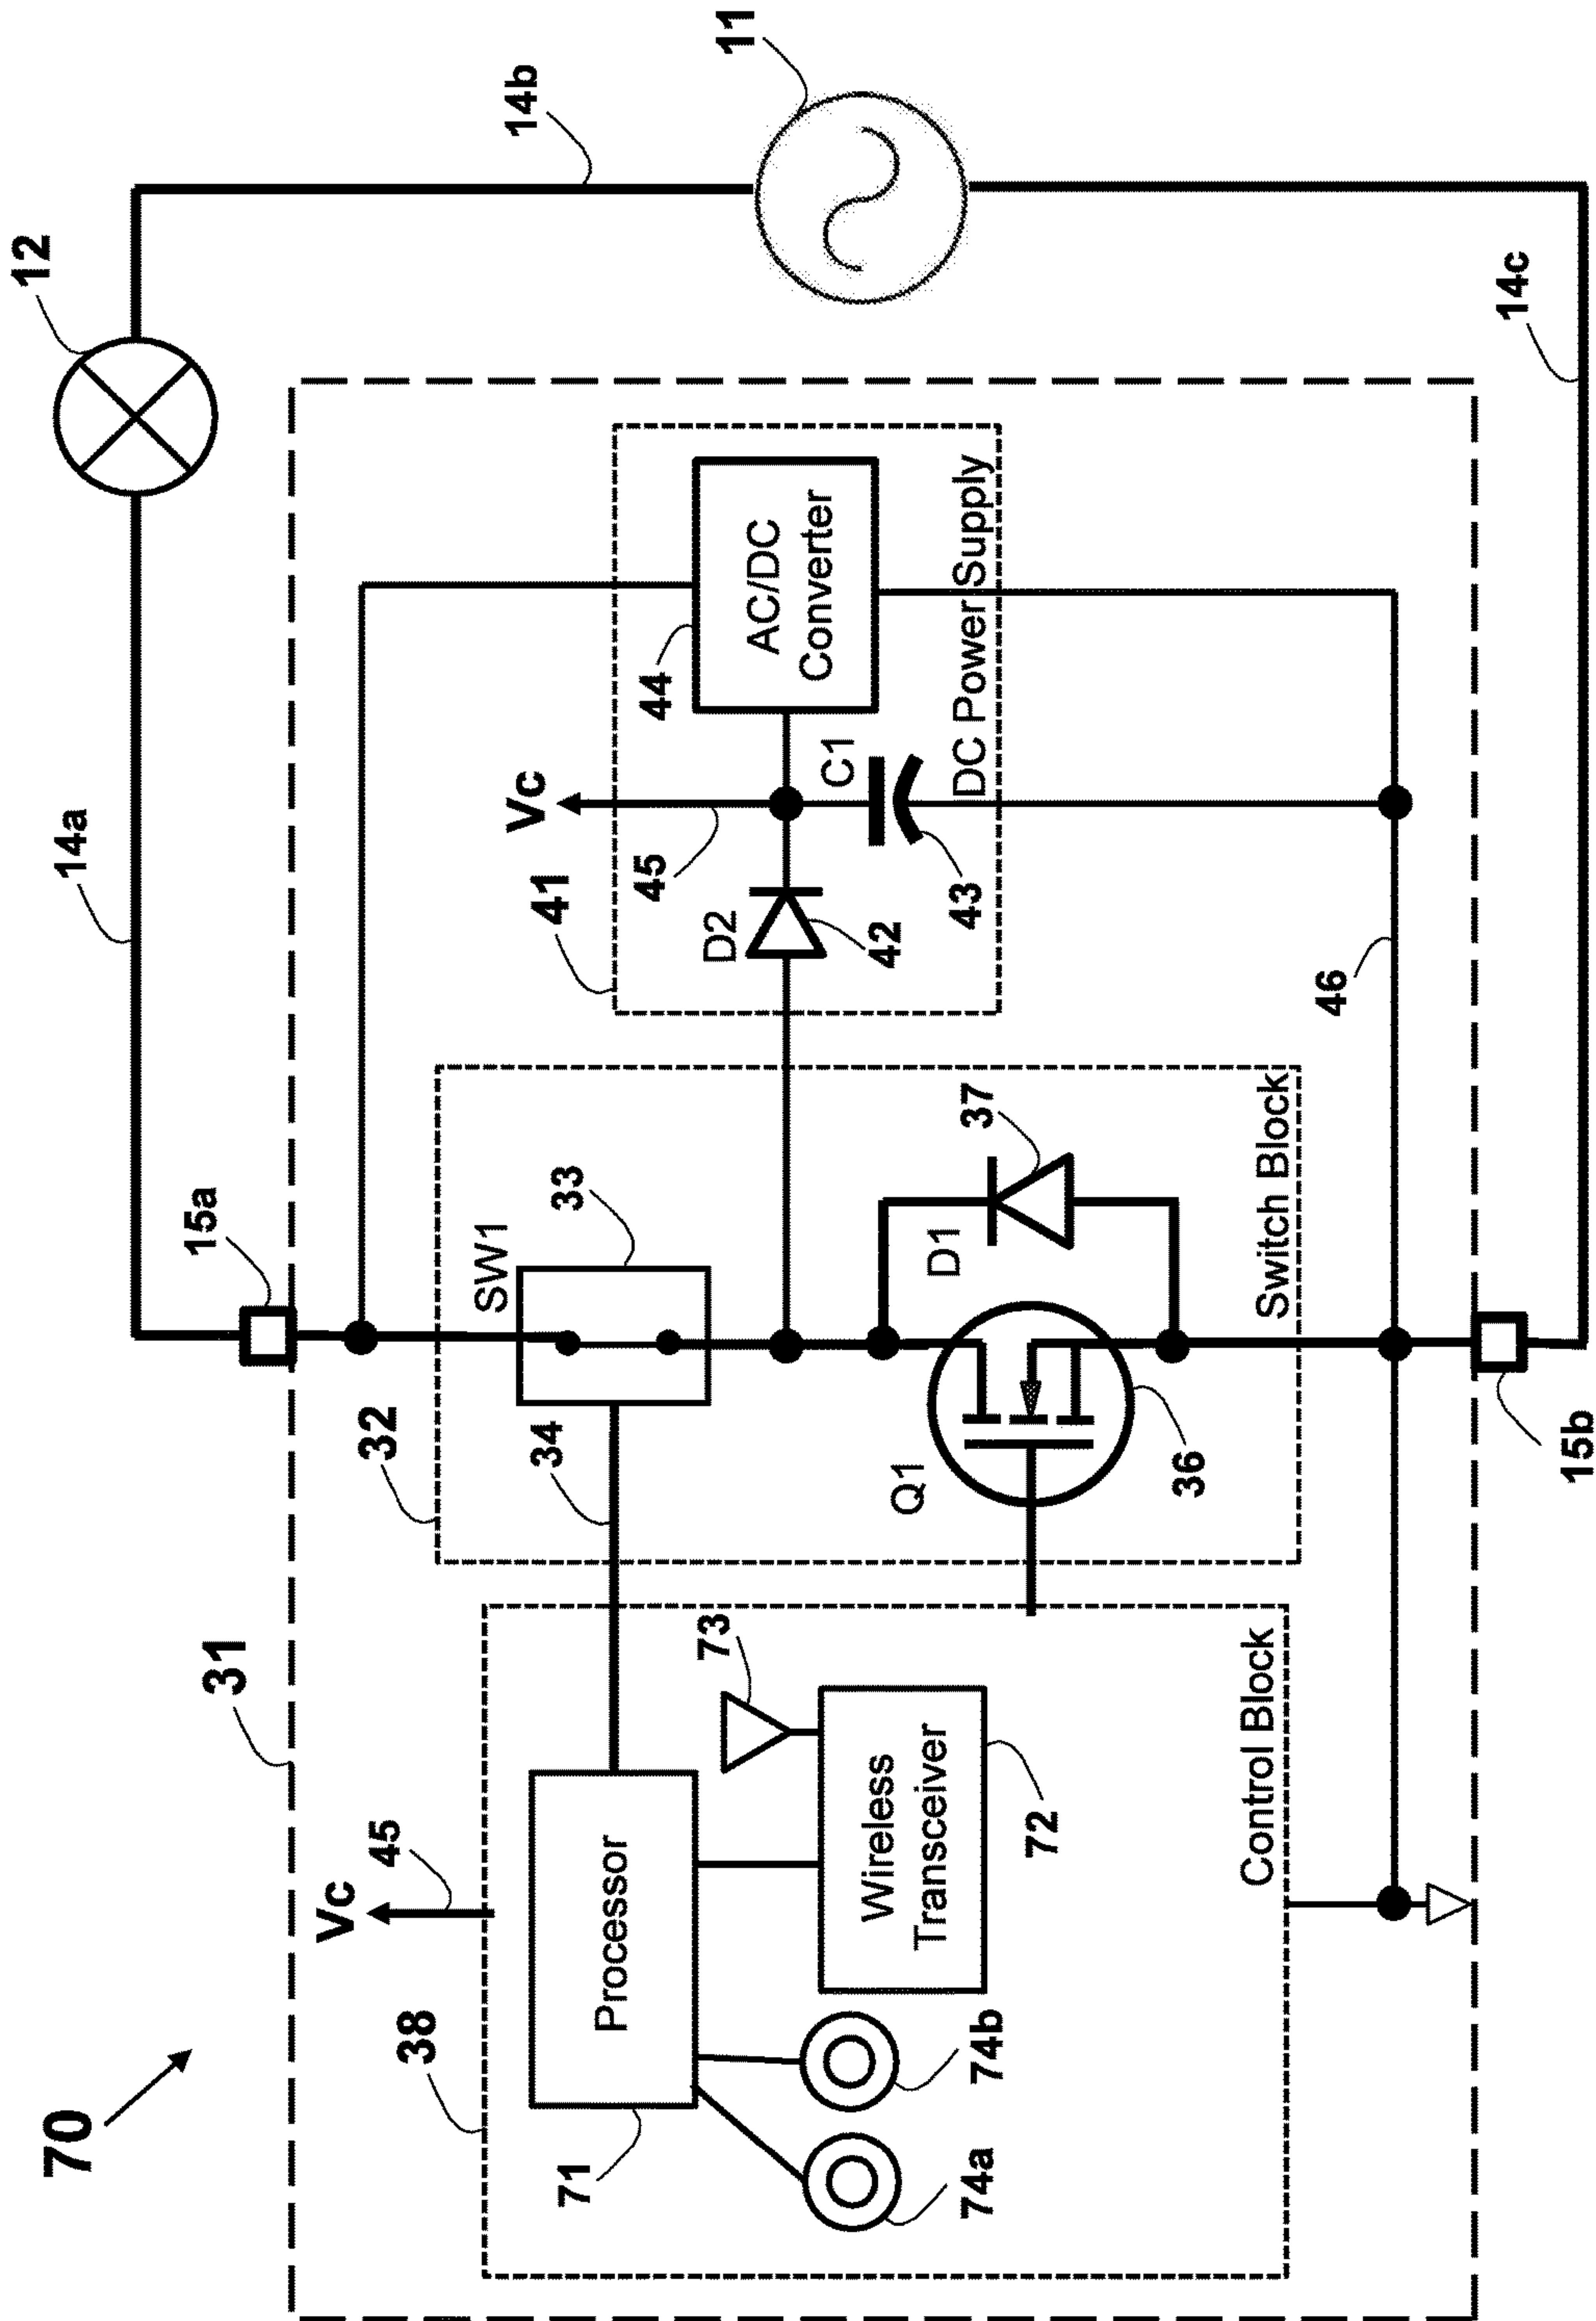 70
31
14a
12
14b
11
14c
15a
15b
Vc
45
38
Processor
71
73
Wireless
Transceiver
72
74a
74b
Control Block
32
SW1
33
34
Q1
36
D1
37
Switch Block
41
Vc
45
D2
42
C1
43
44
AC/DC
Converter
DC Power Supply
46